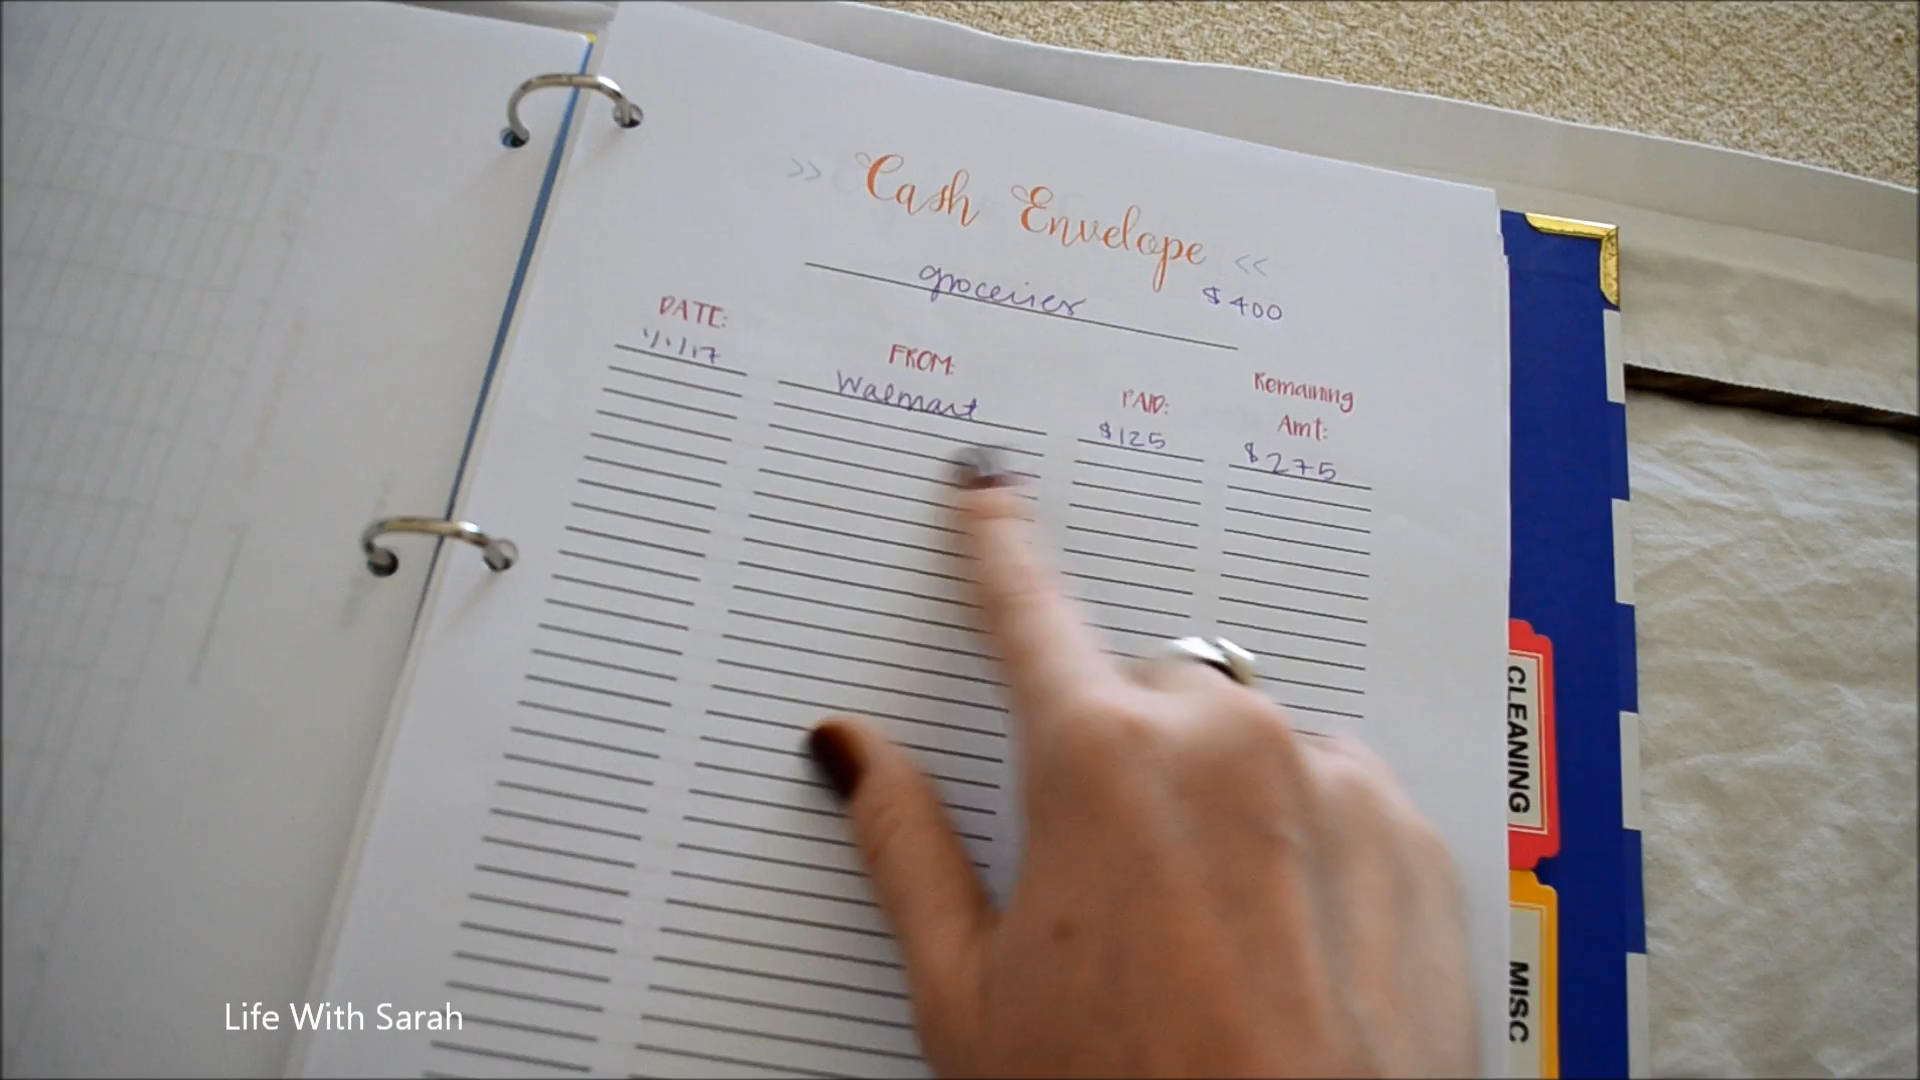 >> Cash Envelope <<
groceries $400
DATE: FROM: PAID: Remaining Amt:
1/1/17 Walmart $125 $275
CLEANING
MISC
Life With Sarah